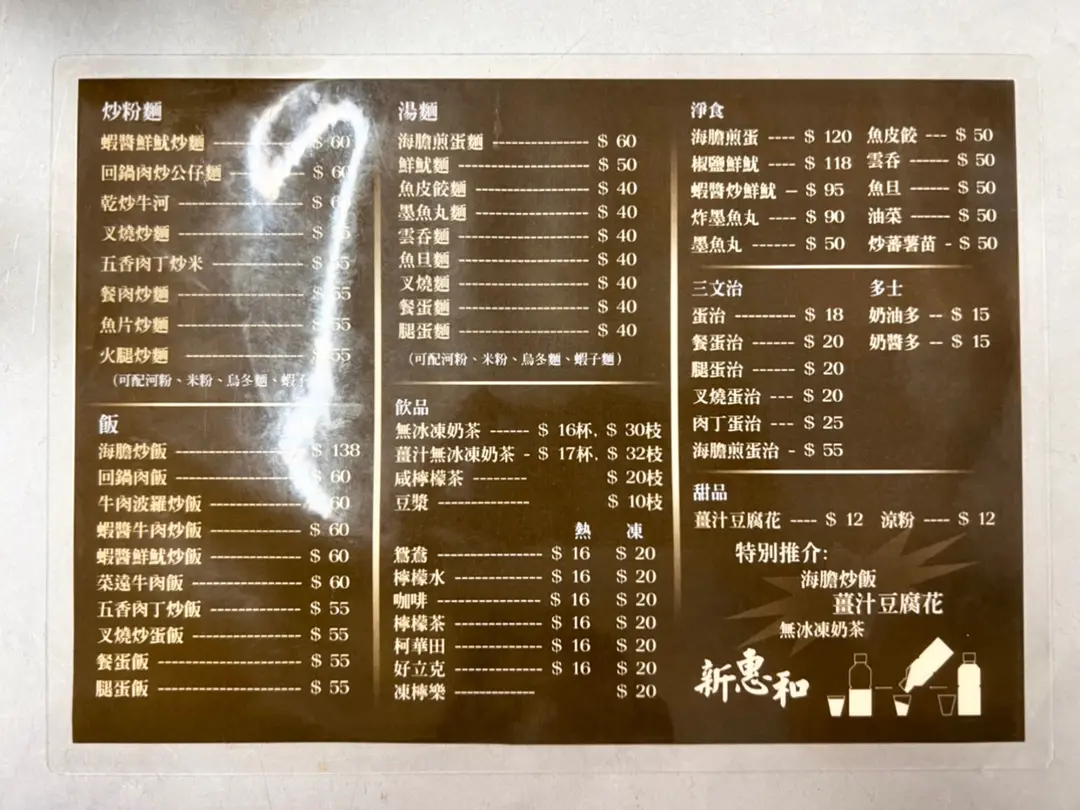 炒粉麵
蝦醬鮮魷炒麵 $ 60
回鍋肉炒公仔麵 $ 60
乾炒牛河 $
叉燒炒麵 $
五香肉丁炒米 $ 55
餐肉炒麵 $ 55
魚片炒麵 $ 55
火腿炒麵 $ 55
(可配河粉、米粉、烏冬麵、蝦子
飯
海膽炒飯 $ 138
回鍋肉飯 $ 60
牛肉波羅炒飯 60
蝦醬牛肉炒飯 $ 60
蝦醬鮮魷炒飯 $ 60
菜遠牛肉飯 $ 60
五香肉丁炒飯 $ 55
叉燒炒蛋飯 $ 55
餐蛋飯 $ 55
腿蛋飯 $ 55
湯麵
海膽煎蛋麵 $ 60
鮮魷麵 $ 50
魚皮餃麵 $ 40
墨魚丸麵 $ 40
雲吞麵 $ 40
魚旦麵 $ 40
叉燒麵 $ 40
餐蛋麵 $ 40
腿蛋麵 $ 40
(可配河粉、米粉、烏冬麵、蝦子麵)
飲品
無冰凍奶茶 $ 16杯, $ 30枝
薑汁無冰凍奶茶 - $ 17杯, $ 32枝
咸檸檬茶 $ 20枝
豆漿 $ 10枝
熱 凍
鴛鴦 $ 16 $ 20
檸檬水 $ 16 $ 20
咖啡 $ 16 $ 20
檸檬茶 $ 16 $ 20
柯華田 $ 16 $ 20
好立克 $ 16 $ 20
凍檸樂 $ 20
淨食
海膽煎蛋 $ 120 魚皮餃 $ 50
椒鹽鮮魷 $ 118 雲吞 $ 50
蝦醬炒鮮魷 $ 95 魚旦 $ 50
炸墨魚丸 $ 90 油菜 $ 50
墨魚丸 $ 50 炒蕃薯苗 - $ 50
三文治 多士
蛋治 $ 18 奶油多 $ 15
餐蛋治 $ 20 奶醬多 $ 15
腿蛋治 $ 20
叉燒蛋治 $ 20
肉丁蛋治 $ 25
海膽煎蛋治 - $ 55
甜品
薑汁豆腐花 $ 12 涼粉 $ 12
特別推介:
海膽炒飯
薑汁豆腐花
無冰凍奶茶
新惠和